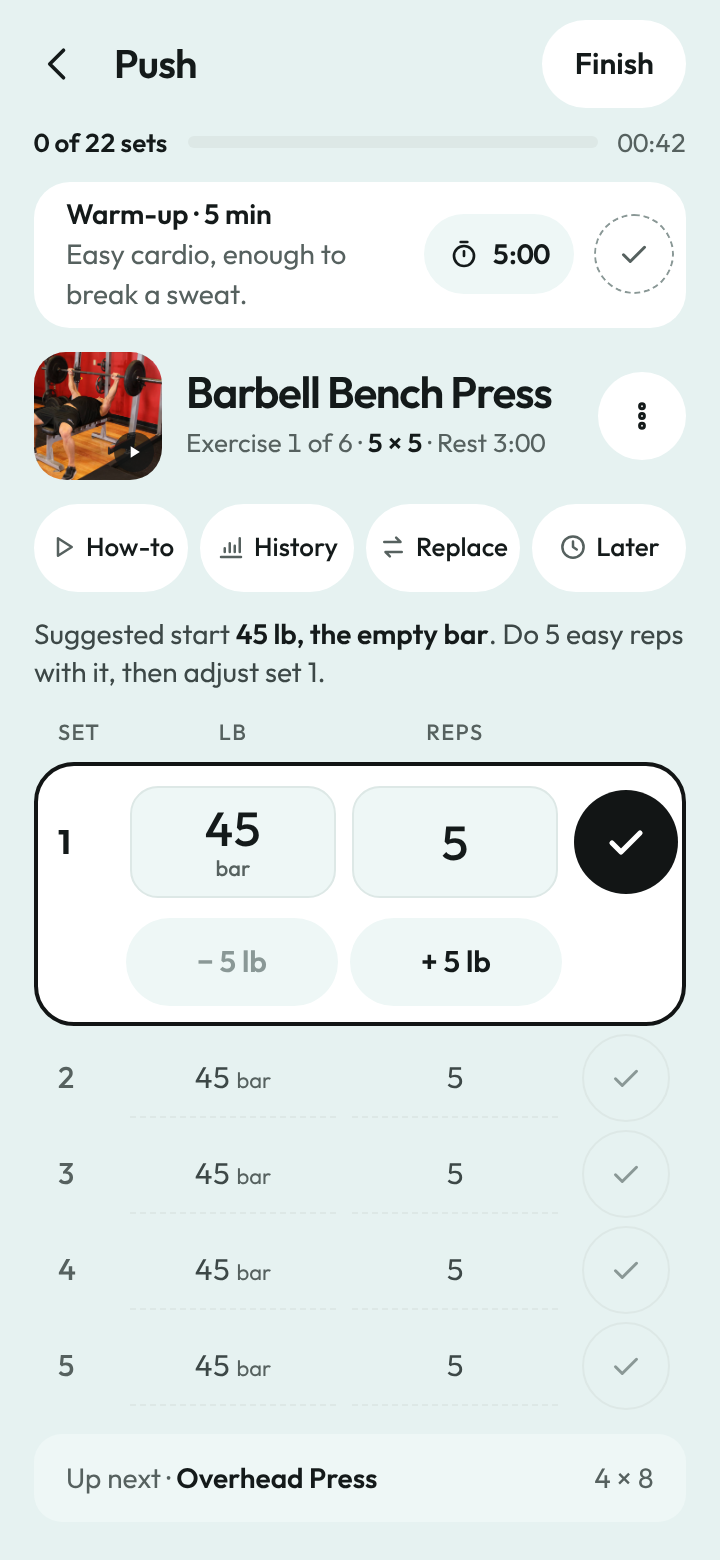 Push
Finish
0 of 22 sets
00:42
Warm-up · 5 min
Easy cardio, enough to
break a sweat.
5:00
Barbell Bench Press
Exercise 1 of 6 · 5 × 5 · Rest 3:00
How-to
History
Replace
Later
Suggested start 45 lb, the empty bar. Do 5 easy reps
with it, then adjust set 1.
SET LB REPS
1 45 bar 5
− 5 lb + 5 lb
2 45 bar 5
3 45 bar 5
4 45 bar 5
5 45 bar 5
Up next · Overhead Press 4 × 8